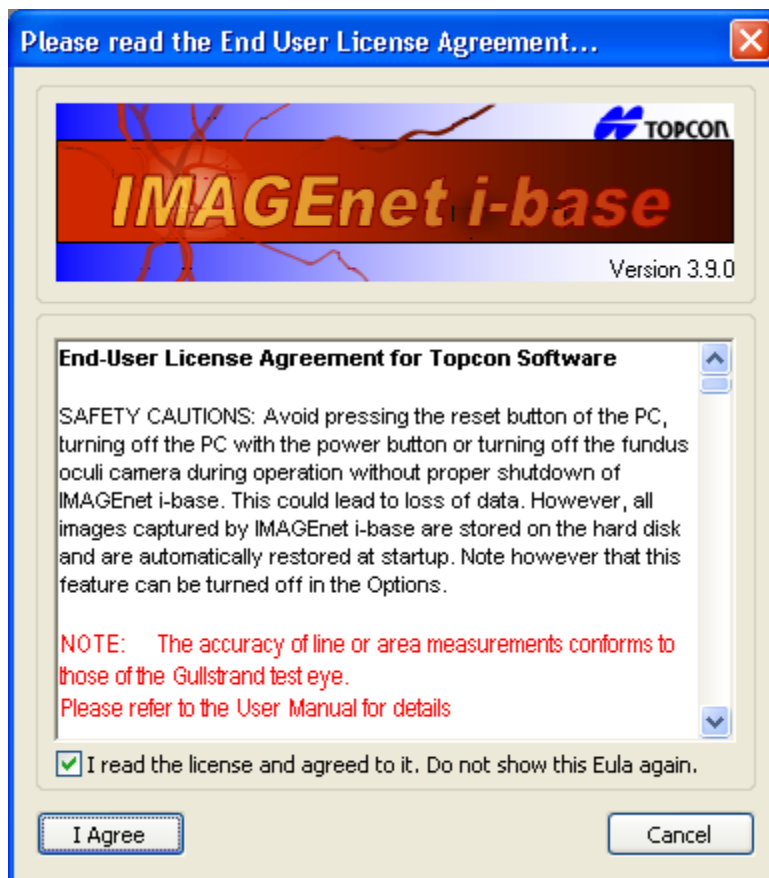 Please read the End User License Agreement...
TOPCON
IMAGEnet i-base
Version 3.9.0
End-User License Agreement for Topcon Software
SAFETY CAUTIONS: Avoid pressing the reset button of the PC,
turning off the PC with the power button or turning off the fundus
oculi camera during operation without proper shutdown of
IMAGEnet i-base. This could lead to loss of data. However, all
images captured by IMAGEnet i-base are stored on the hard disk
and are automatically restored at startup. Note however that this
feature can be turned off in the Options.
NOTE: The accuracy of line or area measurements conforms to
those of the Gullstrand test eye.
Please refer to the User Manual for details
I read the license and agreed to it. Do not show this Eula again.
I Agree
Cancel